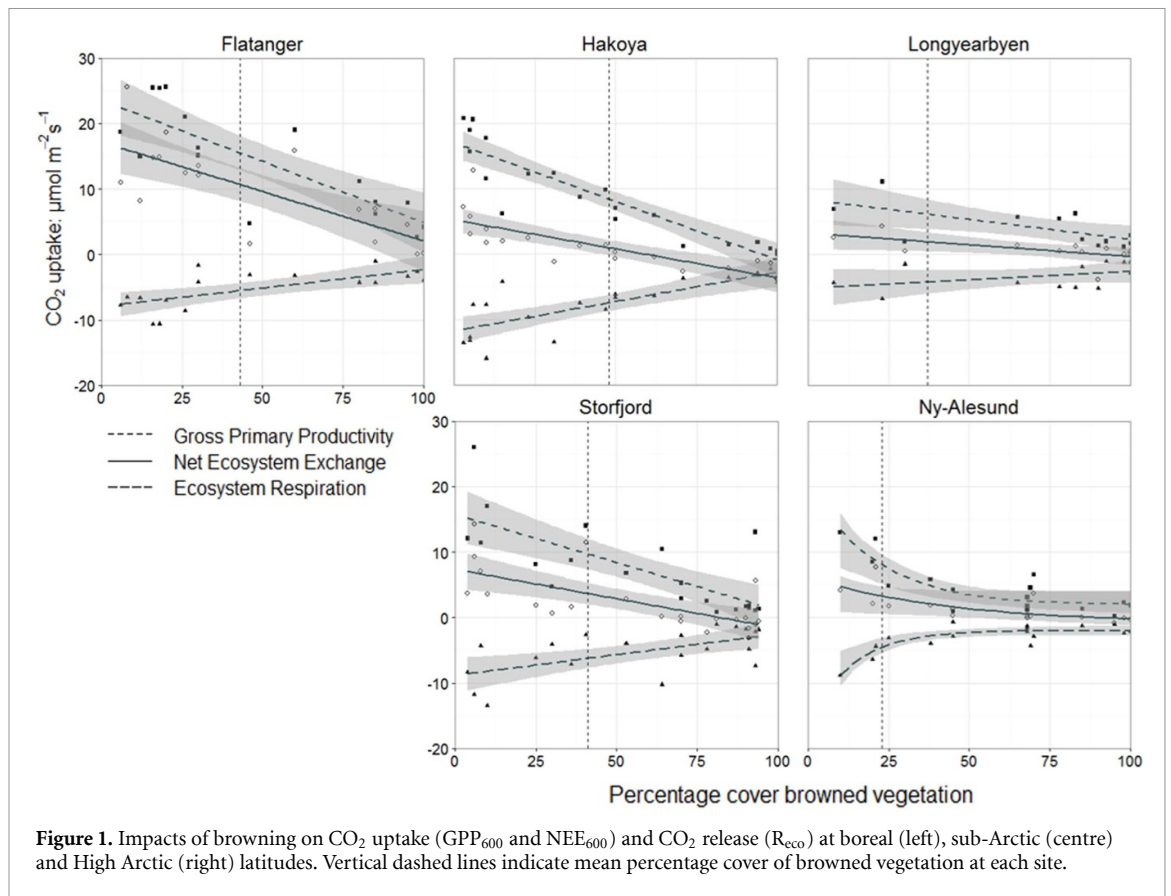 Flatanger
Hakoya
Longyearbyen
CO2 uptake: μmol m−2 s−1
30
20
10
0
-10
-20
0
25
50
75
100
Gross Primary Productivity
Net Ecosystem Exchange
Ecosystem Respiration
Storfjord
Ny-Alesund
30
20
10
0
-10
-20
0
25
50
75
100
0
25
50
75
100
Percentage cover browned vegetation
Figure 1. Impacts of browning on CO2 uptake (GPP600 and NEE600) and CO2 release (Reco) at boreal (left), sub-Arctic (centre)
and High Arctic (right) latitudes. Vertical dashed lines indicate mean percentage cover of browned vegetation at each site.